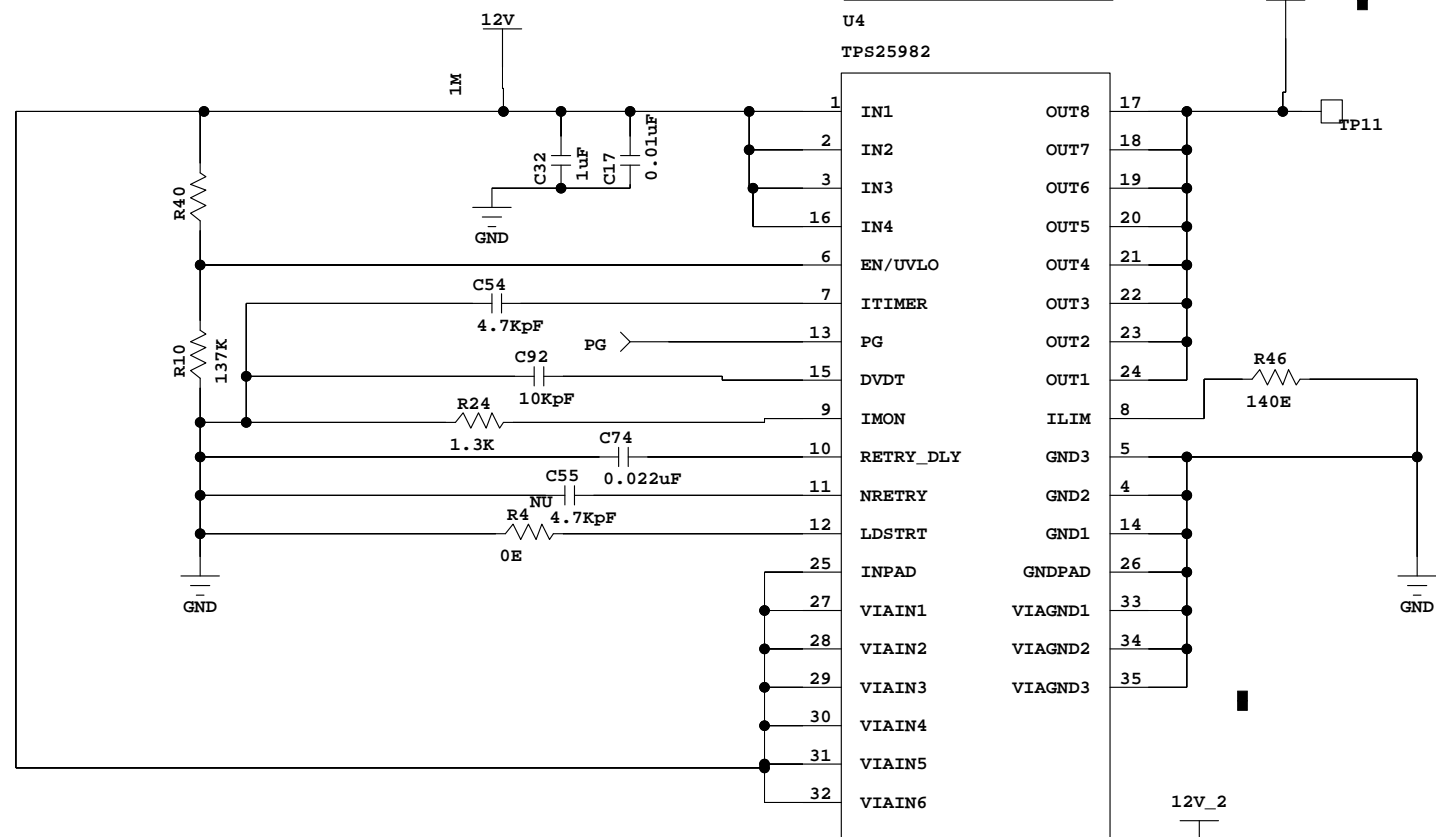 12V
U4
TPS25982
1M
1 IN1 OUT8 17
TP11
2 IN2 OUT7 18
C32 1uF C17 0.01uF
3 IN3 OUT6 19
R40
16 IN4 OUT5 20
GND
6 EN/UVLO OUT4 21
C54
7 ITIMER OUT3 22
4.7KpF
PG 13 PG OUT2 23
R10 137K
C92
R46
15 DVDT OUT1 24
10KpF
140E
R24
9 IMON ILIM 8
1.3K
C74
10 RETRY_DLY GND3 5
C55
0.022uF
11 NRETRY GND2 4
NU
R4 4.7KpF
12 LDSTRT GND1 14
0E
25 INPAD GNDPAD 26
GND
GND
27 VIAIN1 VIAGND1 33
28 VIAIN2 VIAGND2 34
29 VIAIN3 VIAGND3 35
30 VIAIN4
31 VIAIN5
32 VIAIN6
12V_2